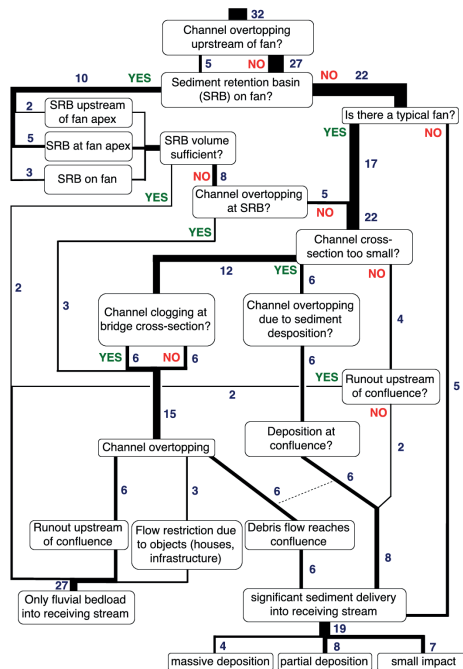 32
Channel overtopping
uprstream of fan?
5 NO 27
10 YES
Sediment retention basin
(SRB) on fan?
NO 22
2 SRB upstream
of fan apex
Is there a typical fan?
YES NO
5 SRB at fan apex
SRB volume
sufficient?
3 SRB on fan
17
NO 8
YES
Channel overtopping
at SRB?
5
NO
22
YES
Channel cross-
section too small?
2
3
12 YES 6 NO
Channel clogging at
bridge cross-section?
Channel overtopping
due to sediment
desposition?
4
YES 6 NO 6
6
YES
Runout upstream
of confluence?
5
2
NO
15
Deposition at
confluence?
2
Channel overtopping
6
6 3 6
Runout upstream
of confluence
Flow restriction due
to objects (houses,
infrastructure)
Debris flow reaches
confluence
8
6
27
Only fluvial bedload
into receiving stream
significant sediment delivery
into receiving stream
19
4 8 7
massive deposition
partial deposition
small impact